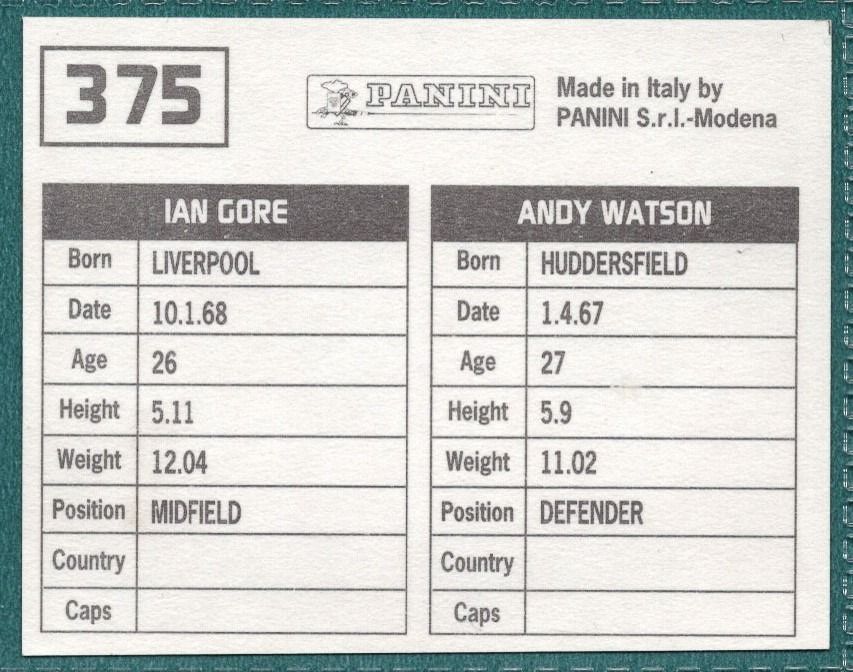 375
PANINI
Made in Italy by
PANINI S.r.l.-Modena
IAN GORE
Born LIVERPOOL
Date 10.1.68
Age 26
Height 5.11
Weight 12.04
Position MIDFIELD
Country
Caps
ANDY WATSON
Born HUDDERSFIELD
Date 1.4.67
Age 27
Height 5.9
Weight 11.02
Position DEFENDER
Country
Caps